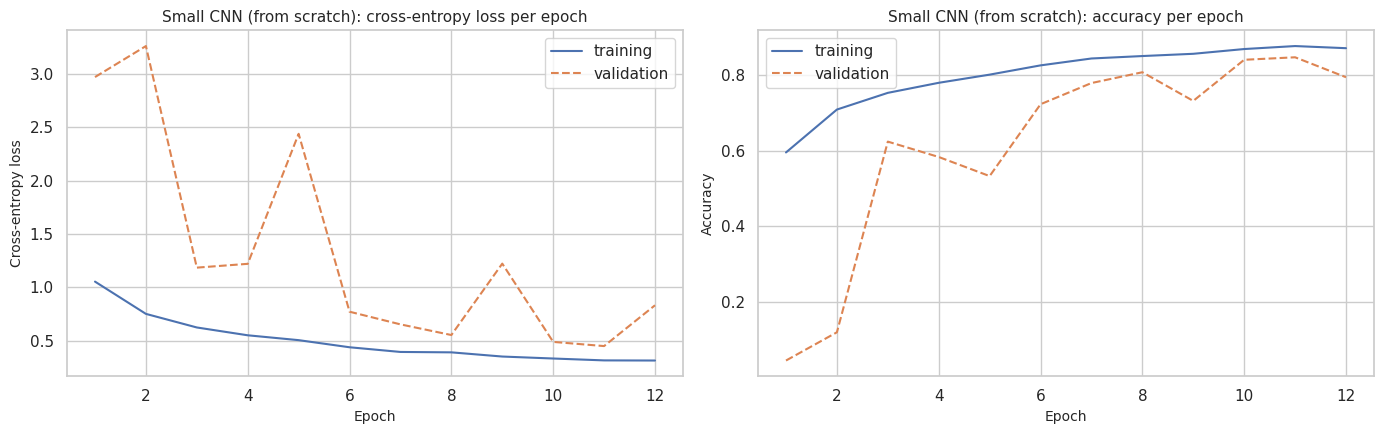 Small CNN (from scratch): cross-entropy loss per epoch
training
validation
3.0
2.5
2.0
1.5
1.0
0.5
Cross-entropy loss
2 4 6 8 10 12
Epoch
Small CNN (from scratch): accuracy per epoch
training
validation
0.8
0.6
0.4
0.2
Accuracy
2 4 6 8 10 12
Epoch